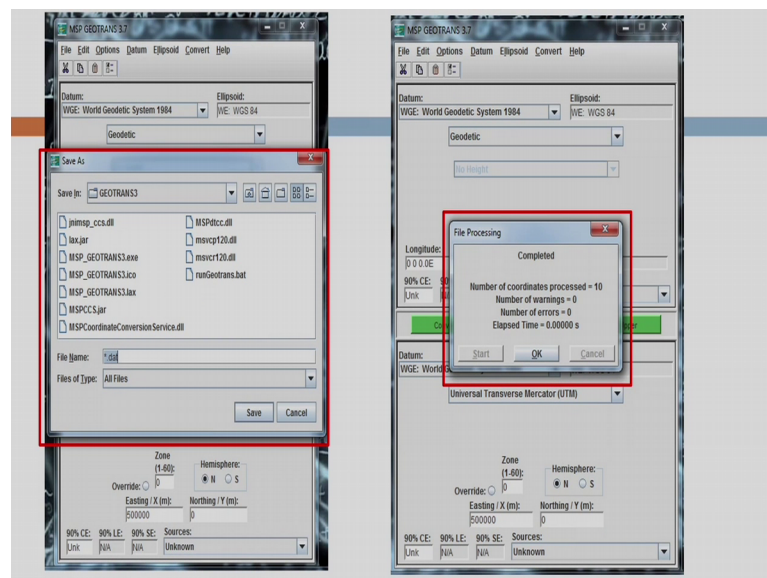 MSP GEOTRANS 3.7
File Edit Options Datum Ellipsoid Convert Help
Datum:
Ellipsoid:
WGE: World Geodetic System 1984
WE: WGS 84
Geodetic
Save As
Save In: GEOTRANS3
jnimsp_ccs.dll
MSPdtcc.dll
lax.jar
msvcp120.dll
MSP_GEOTRANS3.exe
msvcr120.dll
MSP_GEOTRANS3.ico
runGeotrans.bat
MSP_GEOTRANS3.lax
MSPCCS.jar
MSPCoordinateConversionService.dll
File Name: *.dat
Files of Type: All Files
Save Cancel
Zone
(1-60):
Hemisphere:
Override: 0
N S
Easting / X (m):
Northing / Y (m):
500000
0
90% CE: 90% LE: 90% SE: Sources:
Unk N/A N/A Unknown
MSP GEOTRANS 3.7
File Edit Options Datum Ellipsoid Convert Help
Datum:
Ellipsoid:
WGE: World Geodetic System 1984
WE: WGS 84
Geodetic
No Height
File Processing
Completed
Longitude:
0 0 0.0E
Number of coordinates processed = 10
Number of warnings = 0
Number of errors = 0
Elapsed Time = 0.00000 s
90% CE:
Unk
Start OK Cancel
Datum:
WGE: World
Universal Transverse Mercator (UTM)
Zone
(1-60):
Hemisphere:
Override: 0
N S
Easting / X (m):
Northing / Y (m):
500000
0
90% CE: 90% LE: 90% SE: Sources:
Unk N/A N/A Unknown